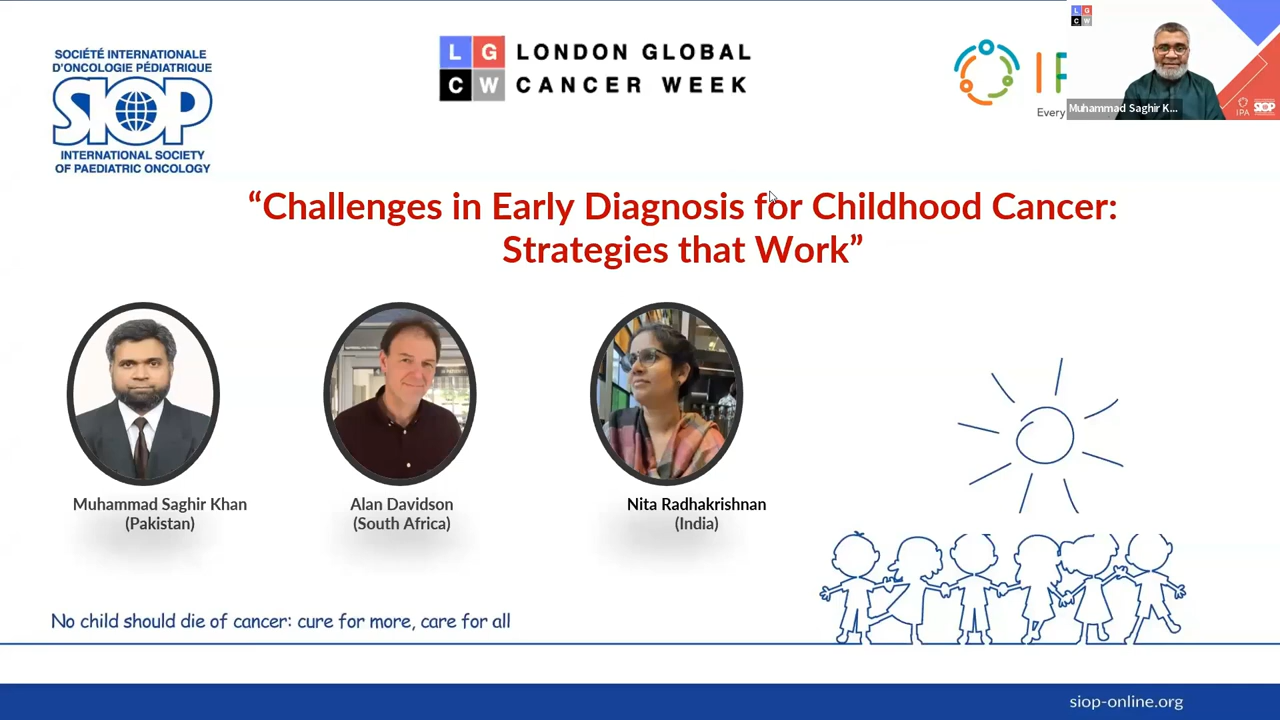 SOCIÉTÉ INTERNATIONALE
D'ONCOLOGIE PÉDIATRIQUE
SIOP
INTERNATIONAL SOCIETY
OF PAEDIATRIC ONCOLOGY
L G
C W
LONDON GLOBAL
CANCER WEEK
Every
L G
C W
Muhammad Saghir K...
IPA
SIOP
“Challenges in Early Diagnosis for Childhood Cancer:
Strategies that Work”
Muhammad Saghir Khan
(Pakistan)
Alan Davidson
(South Africa)
Nita Radhakrishnan
(India)
No child should die of cancer: cure for more, care for all
siop-online.org